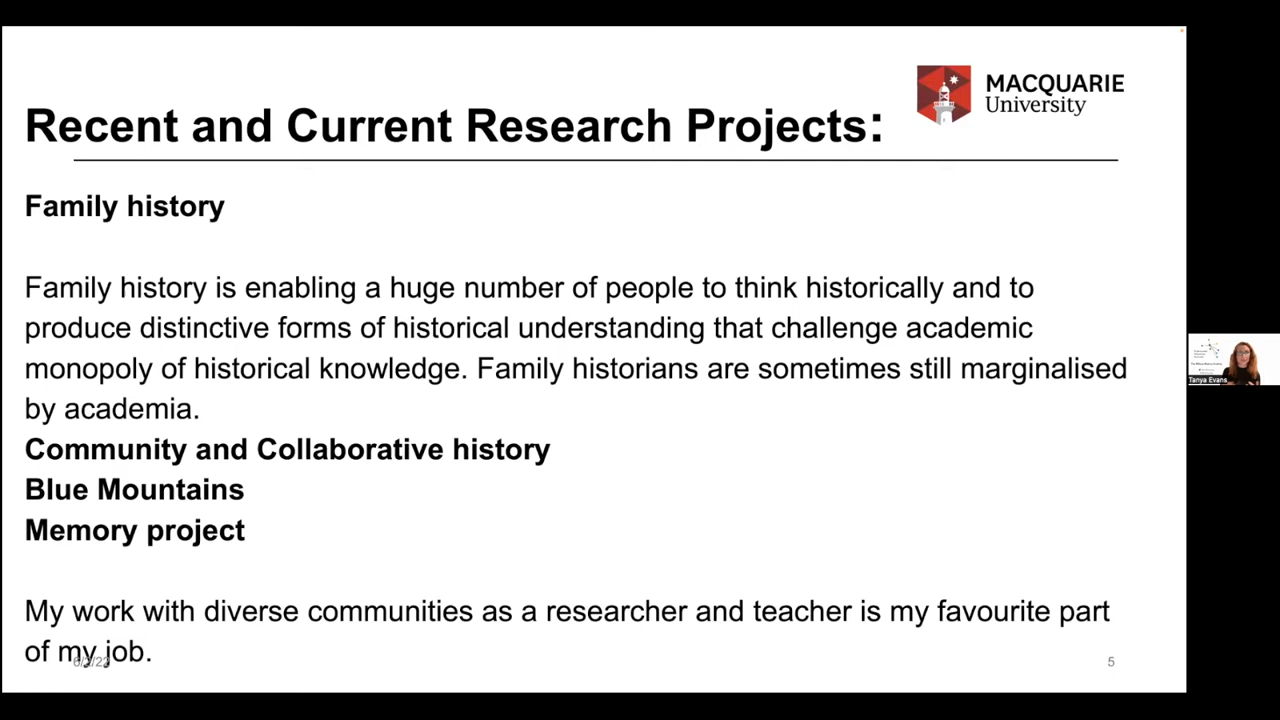 MACQUARIE
University
Recent and Current Research Projects:
Family history
Family history is enabling a huge number of people to think historically and to
produce distinctive forms of historical understanding that challenge academic
monopoly of historical knowledge. Family historians are sometimes still marginalised
by academia.
Community and Collaborative history
Blue Mountains
Memory project
My work with diverse communities as a researcher and teacher is my favourite part
of my job.
5
Tanya Evans